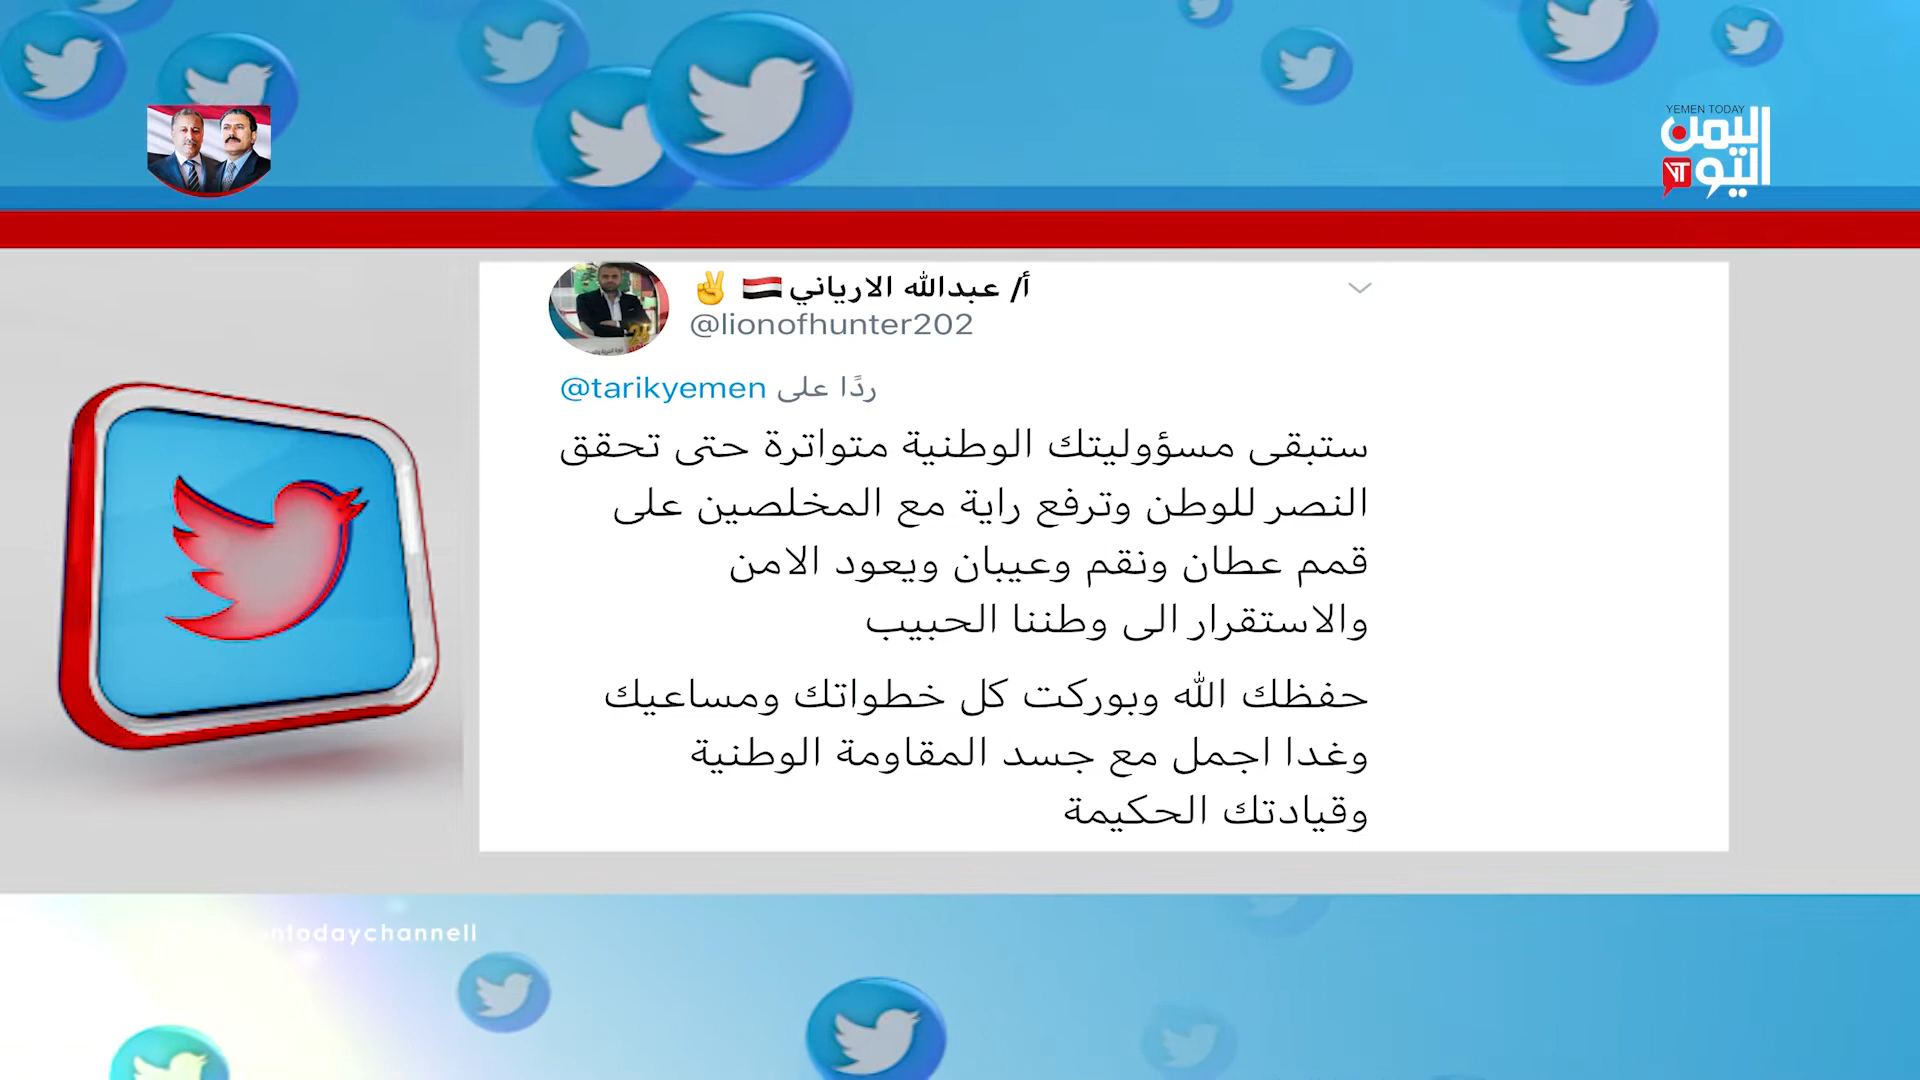 YEMEN TODAY
اليمن
اليوم
YT
أ/ عبدالله الارياني
@lionofhunter202
ردًا على @tarikyemen
ستبقى مسؤوليتك الوطنية متواترة حتى تحقق
النصر للوطن وترفع راية مع المخلصين على
قمم عطان ونقم وعيبان ويعود الامن
والاستقرار الى وطننا الحبيب
حفظك الله وبوركت كل خطواتك ومساعيك
وغدا اجمل مع جسد المقاومة الوطنية
وقيادتك الحكيمة
ntodaychannell